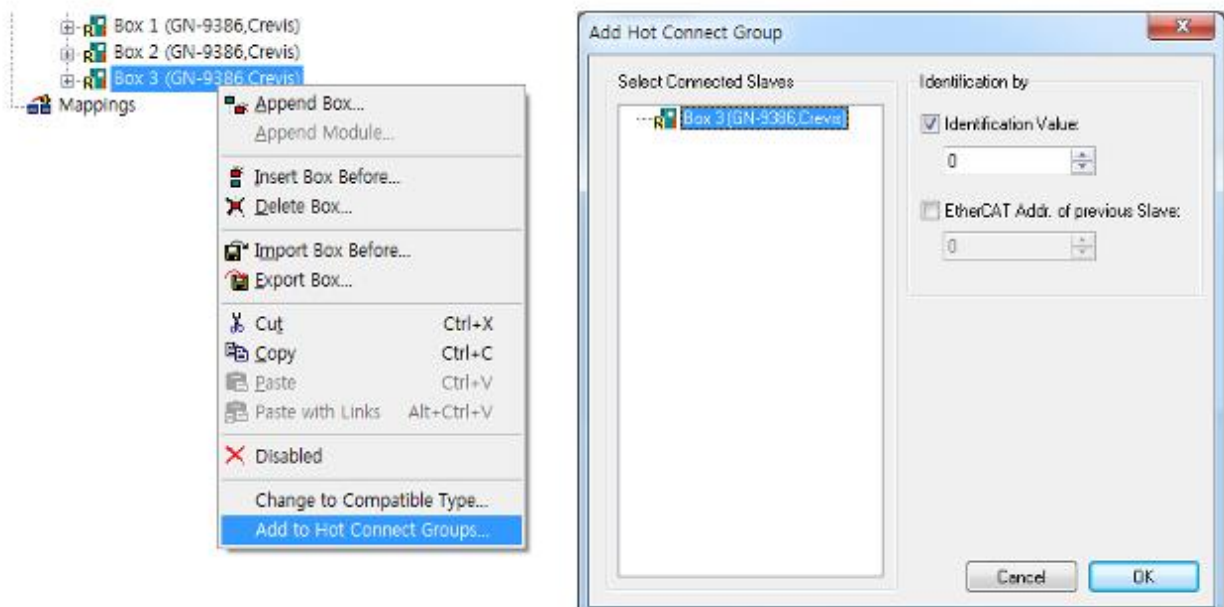 Box 1 (GN-9386,Crevis)
Box 2 (GN-9386,Crevis)
Box 3 (GN-9386,Crevis)
Mappings
Append Box...
Append Module...
Insert Box Before...
Delete Box...
Import Box Before...
Export Box...
Cut Ctrl+X
Copy Ctrl+C
Paste Ctrl+V
Paste with Links Alt+Ctrl+V
Disabled
Change to Compatible Type...
Add to Hot Connect Groups...
Add Hot Connect Group
Select Connected Slaves
Box 3 (GN-9386,Crevis)
Identification by
Identification Value:
0
EtherCAT Addr. of previous Slave:
0
Cancel
OK